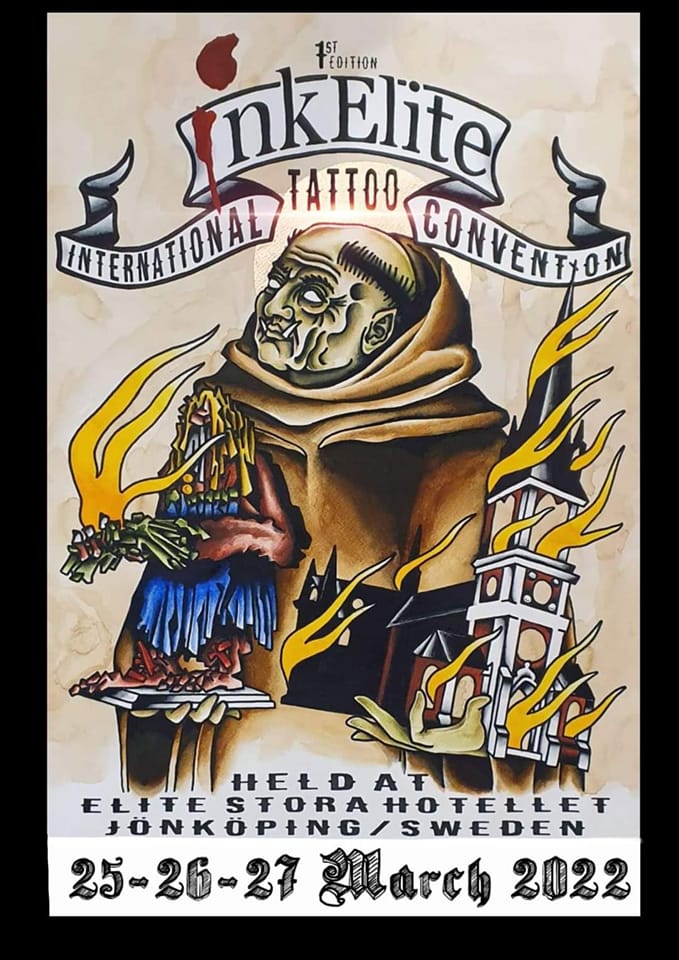 1ST
EDITION
inkElite
TATTOO
INTERNATIONAL CONVENTION
HELD AT
ELITE STORA HOTELLET
JÖNKÖPING/SWEDEN
25-26-27 March 2022